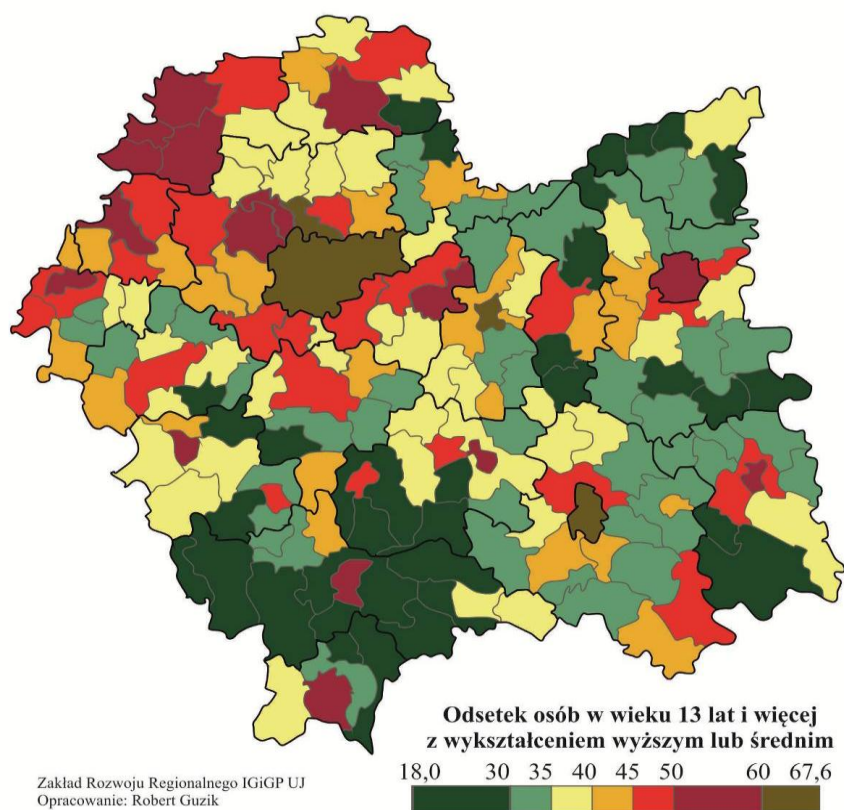 Odsetek osób w wieku 13 lat i więcej
z wykształceniem wyższym lub średnim
18,0 30 35 40 45 50 60 67,6
Zakład Rozwoju Regionalnego IGiGP UJ
Opracowanie: Robert Guzik